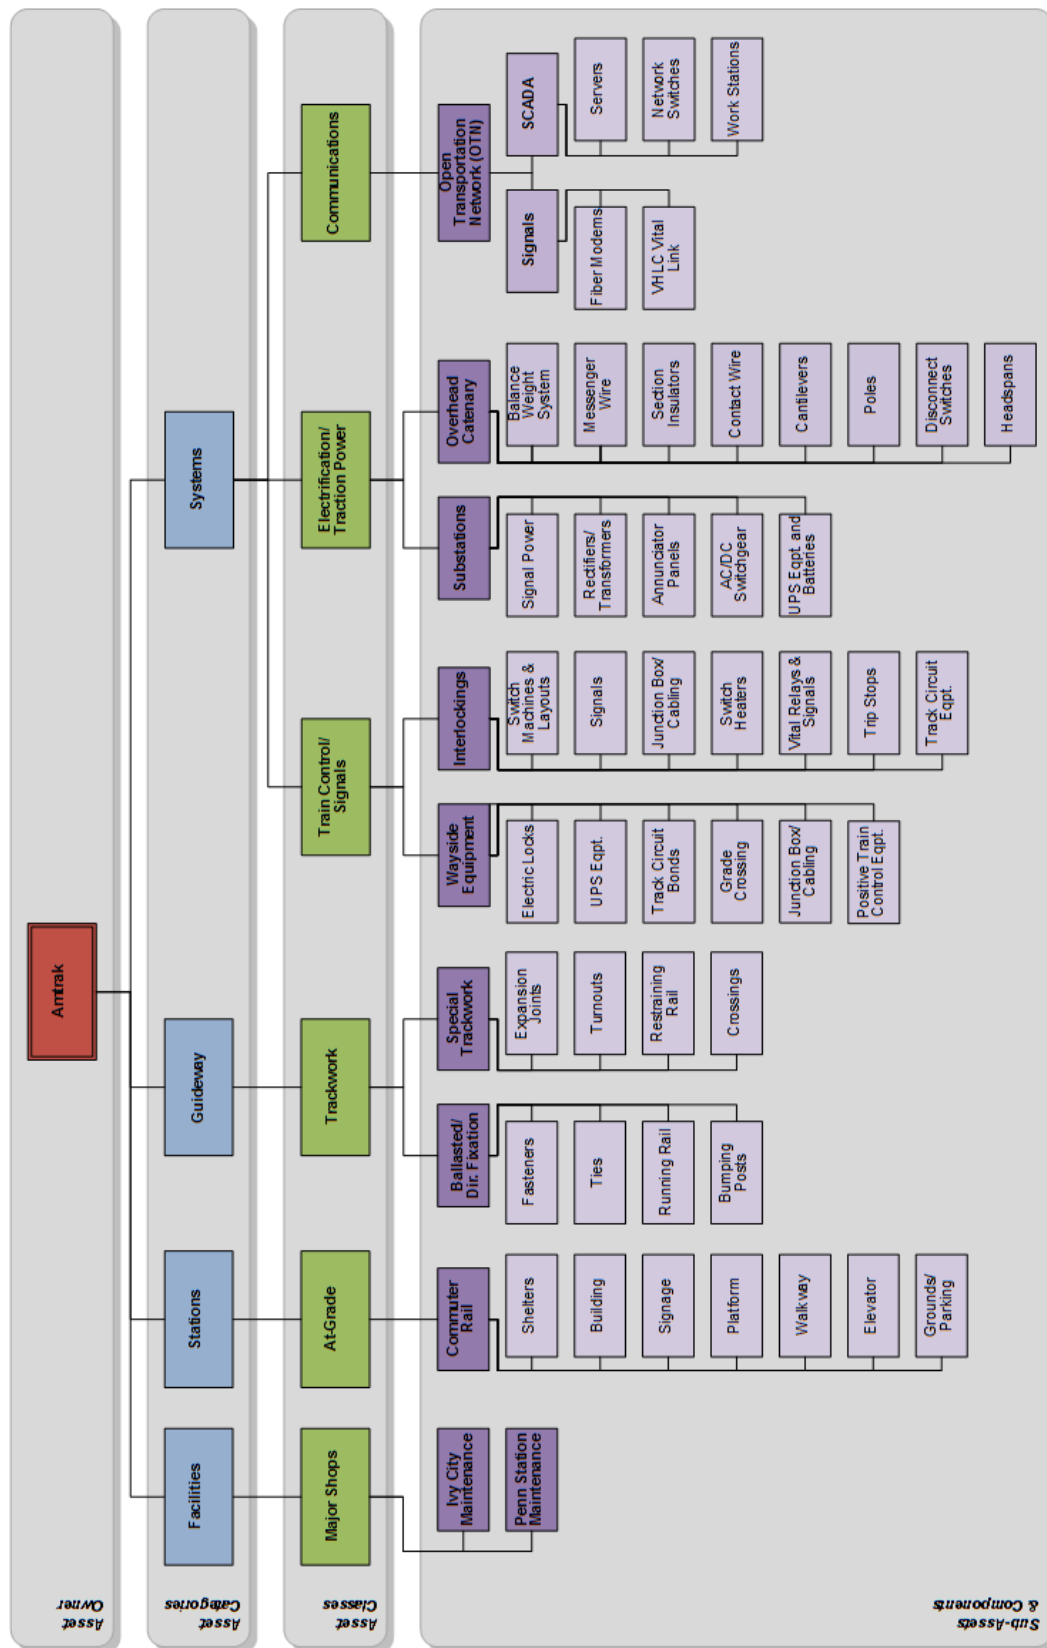 Asset
Owner
Amtrak
Asset
Categories
Facilities
Stations
Guideway
Systems
Asset
Classes
Major Shops
At-Grade
Trackwork
Train Control/
Signals
Electrification/
Traction Power
Communications
Sub-Assets
& Components
Ivy City
Maintenance
Penn Station
Maintenance
Commuter
Rail
Shelters
Building
Signage
Platform
Walkway
Elevator
Grounds/
Parking
Ballasted/
Dir. Fixation
Fasteners
Ties
Running Rail
Bumping
Posts
Special
Trackwork
Expansion
Joints
Turnouts
Restraining
Rail
Crossings
Wayside
Equipment
Electric Locks
UPS Eqpt.
Track Circuit
Bonds
Grade
Crossing
Junction Box/
Cabling
Positive Train
Control Eqpt.
Interlockings
Switch
Machines &
Layouts
Signals
Junction Box/
Cabling
Switch
Heaters
Vital Relays &
Signals
Trip Stops
Track Circuit
Eqpt.
Substations
Signal Power
Rectifiers/
Transformers
Annunciator
Panels
AC/DC
Switchgear
UPS Eqpt. and
Batteries
Overhead
Catenary
Balance
Weight
System
Messenger
Wire
Section
Insulators
Contact Wire
Cantilevers
Poles
Disconnect
Switches
Headspans
Open
Transportation
Network (OTN)
Signals
Fiber Modems
VHLC Vital
Link
SCADA
Servers
Network
Switches
Work Stations